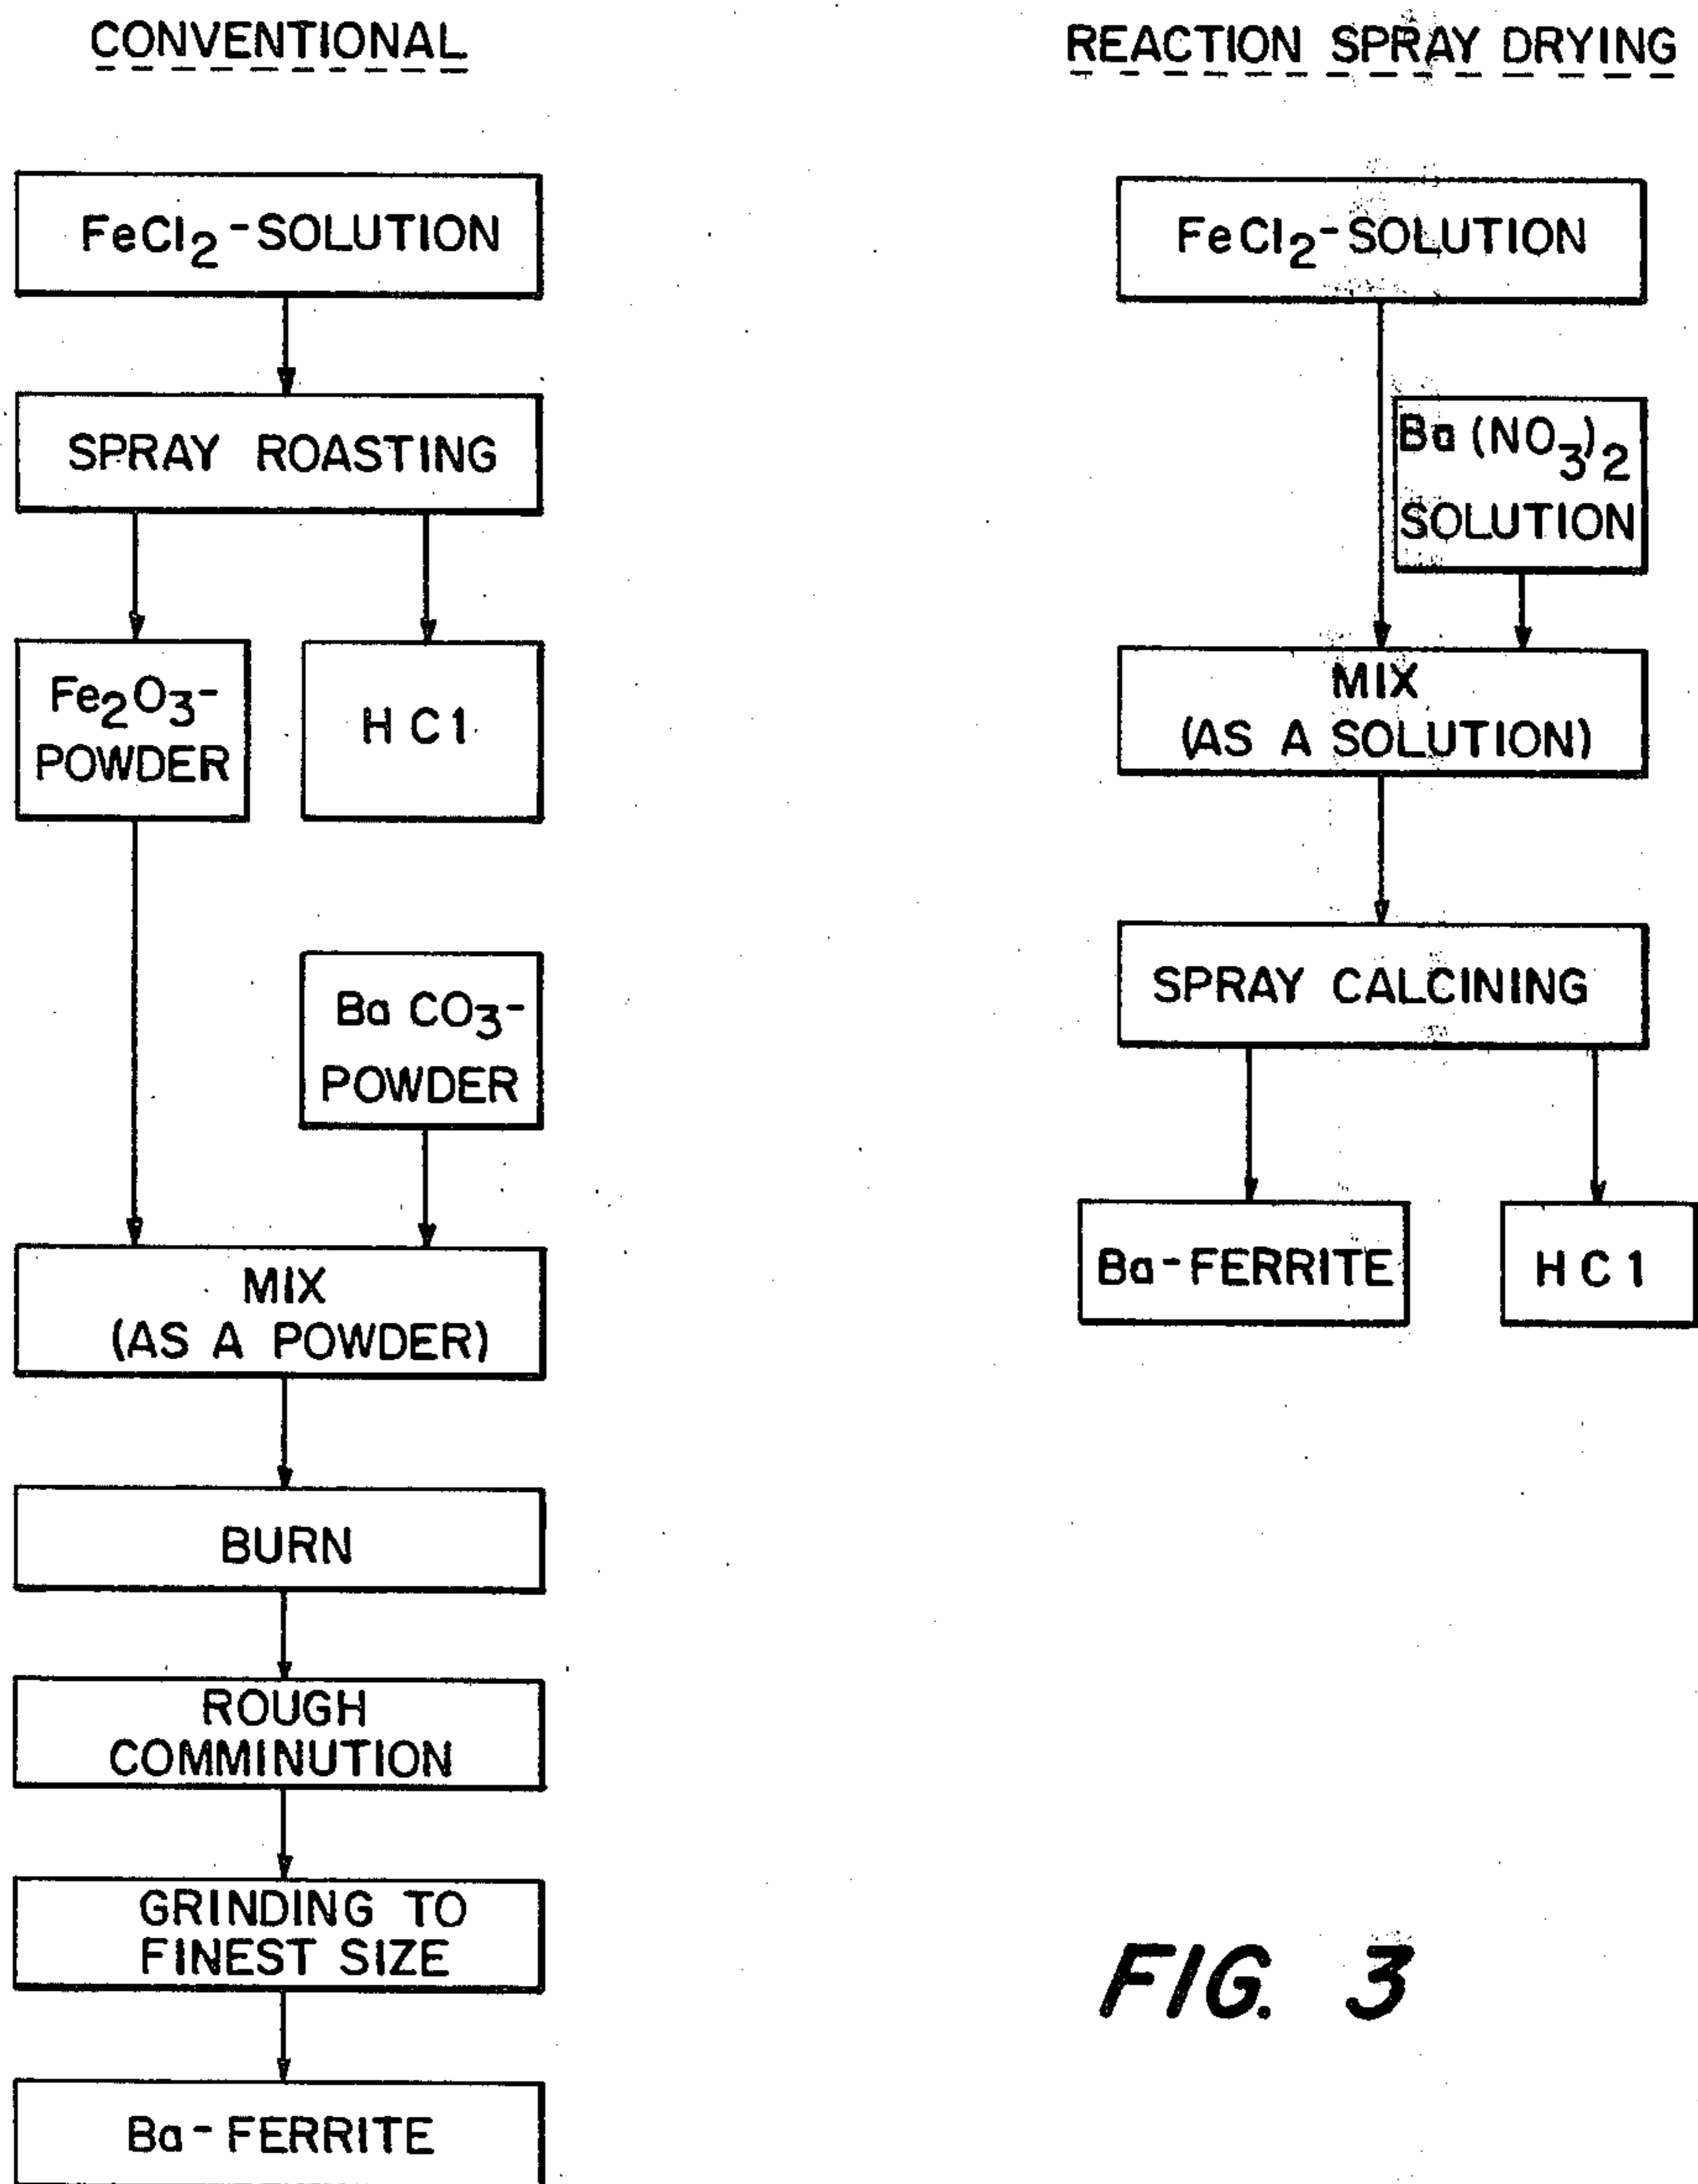 CONVENTIONAL
FeCl₂-SOLUTION
SPRAY ROASTING
Fe₂O₃-
POWDER
HCl
Ba CO₃-
POWDER
MIX
(AS A POWDER)
BURN
ROUGH
COMMINUTION
GRINDING TO
FINEST SIZE
Ba-FERRITE
REACTION SPRAY DRYING
FeCl₂-SOLUTION
Ba(NO₃)₂
SOLUTION
MIX
(AS A SOLUTION)
SPRAY CALCINING
Ba-FERRITE
HCl
FIG. 3